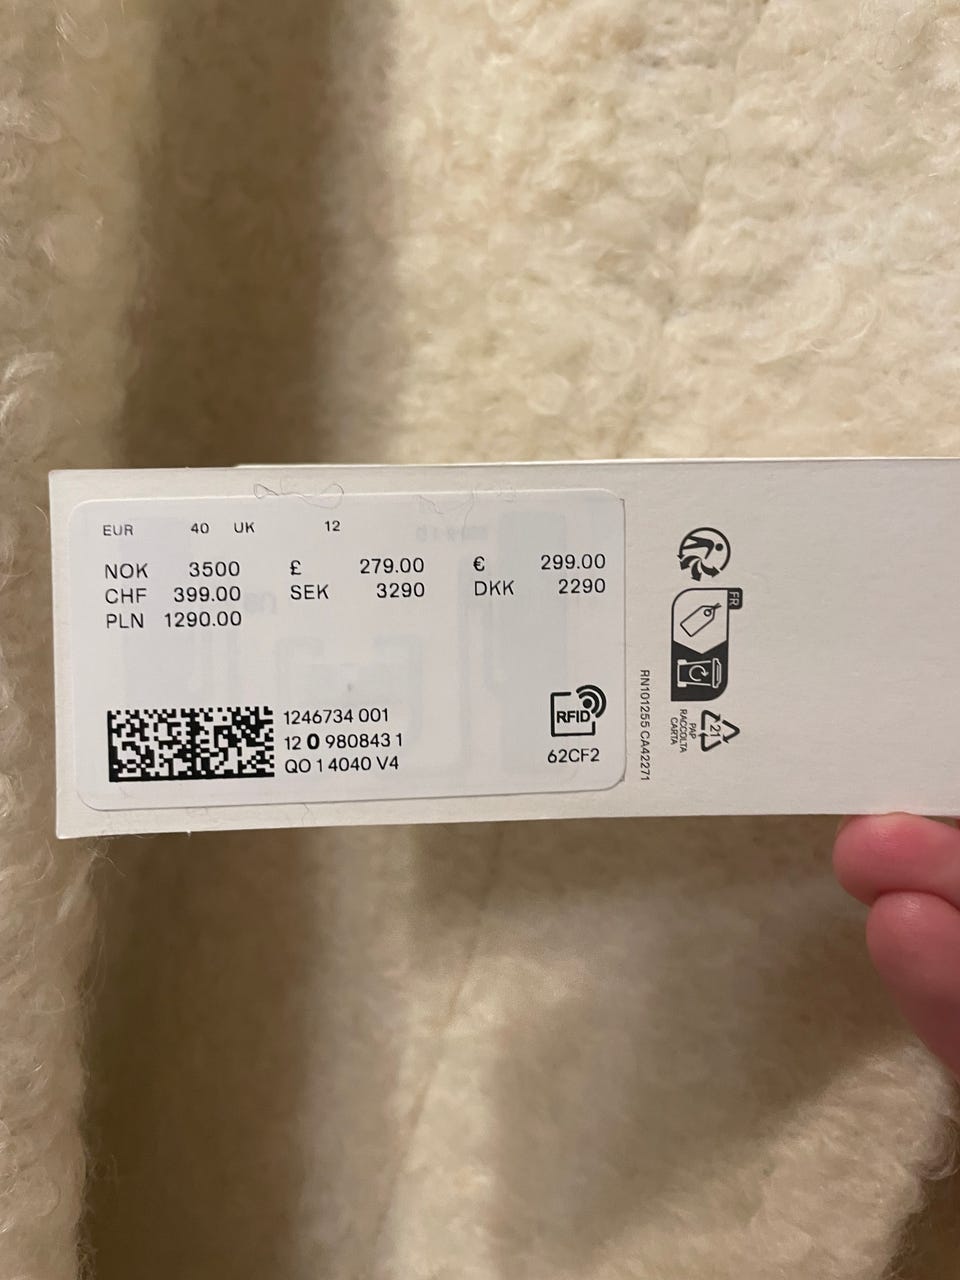 EUR 40 UK 12
NOK 3500 £ 279.00 € 299.00
CHF 399.00 SEK 3290 DKK 2290
PLN 1290.00
1246734 001
12 0 980843 1
QO 1 4040 V4
RFID
62CF2
RN101255 CA42271
FR
21
PAP
RACCOLTA
CARTA